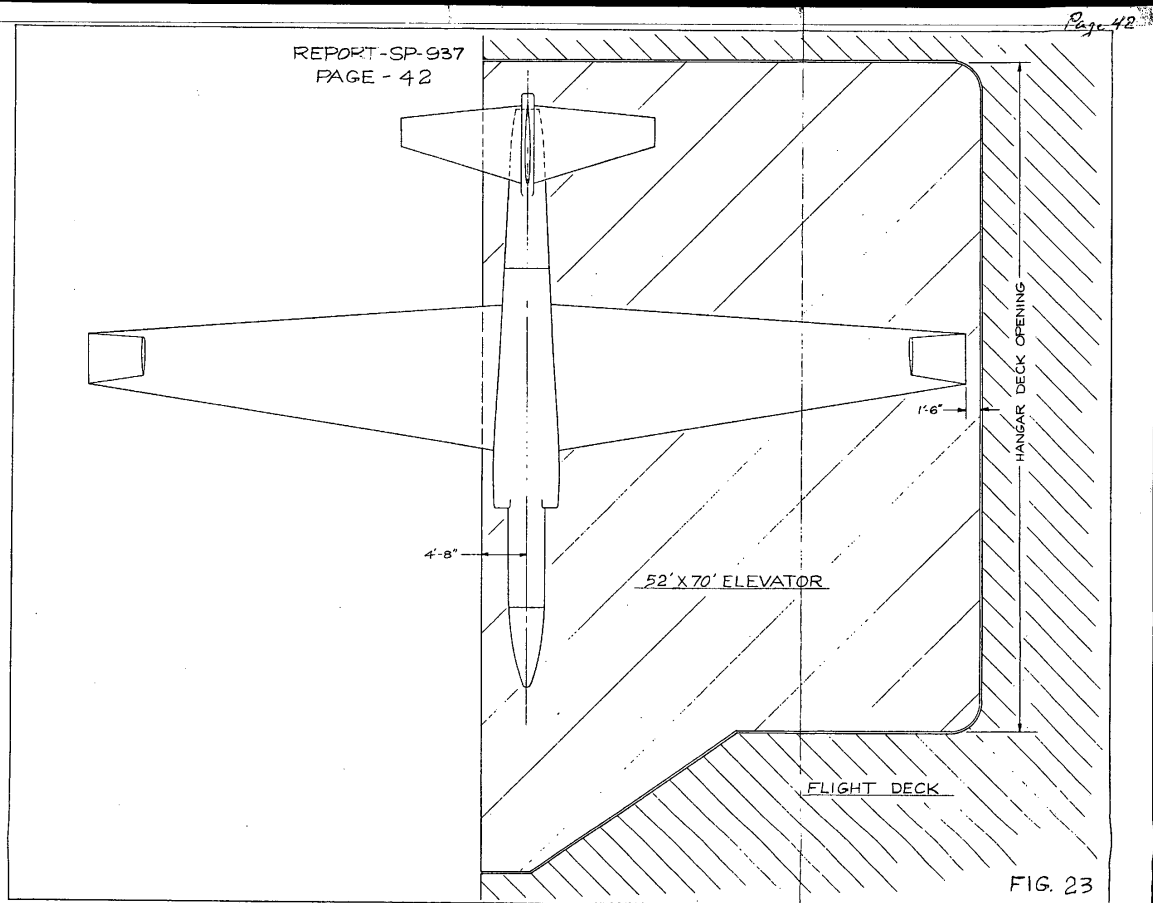 Page 42
REPORT-SP-937
PAGE - 42
HANGAR DECK OPENING
1'-6"
4'-8"
52' X 70' ELEVATOR
FLIGHT DECK
FIG. 23